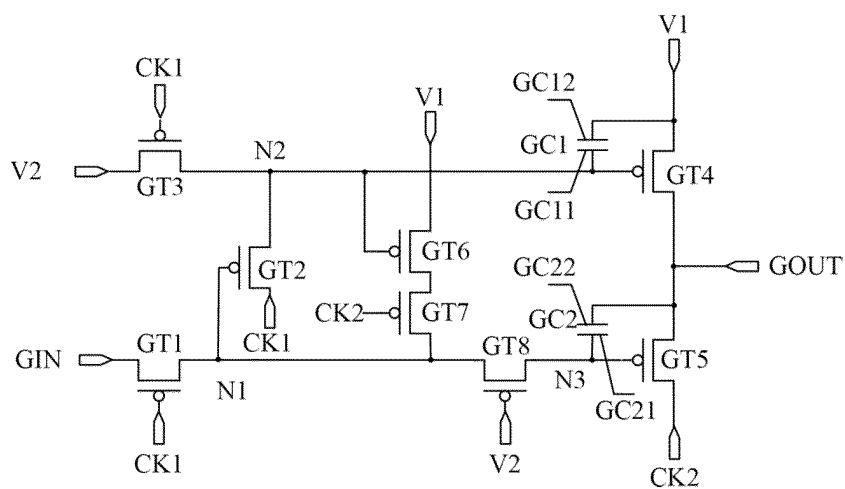 V1
CK1
GC12
V1
N2
GC1
V2
GT3
GT4
GC11
GT6
GT2
GC22
GOUT
CK2
GT7
GC2
GIN
GT1
CK1
GT8
GT5
N1
N3
GC21
CK1
V2
CK2